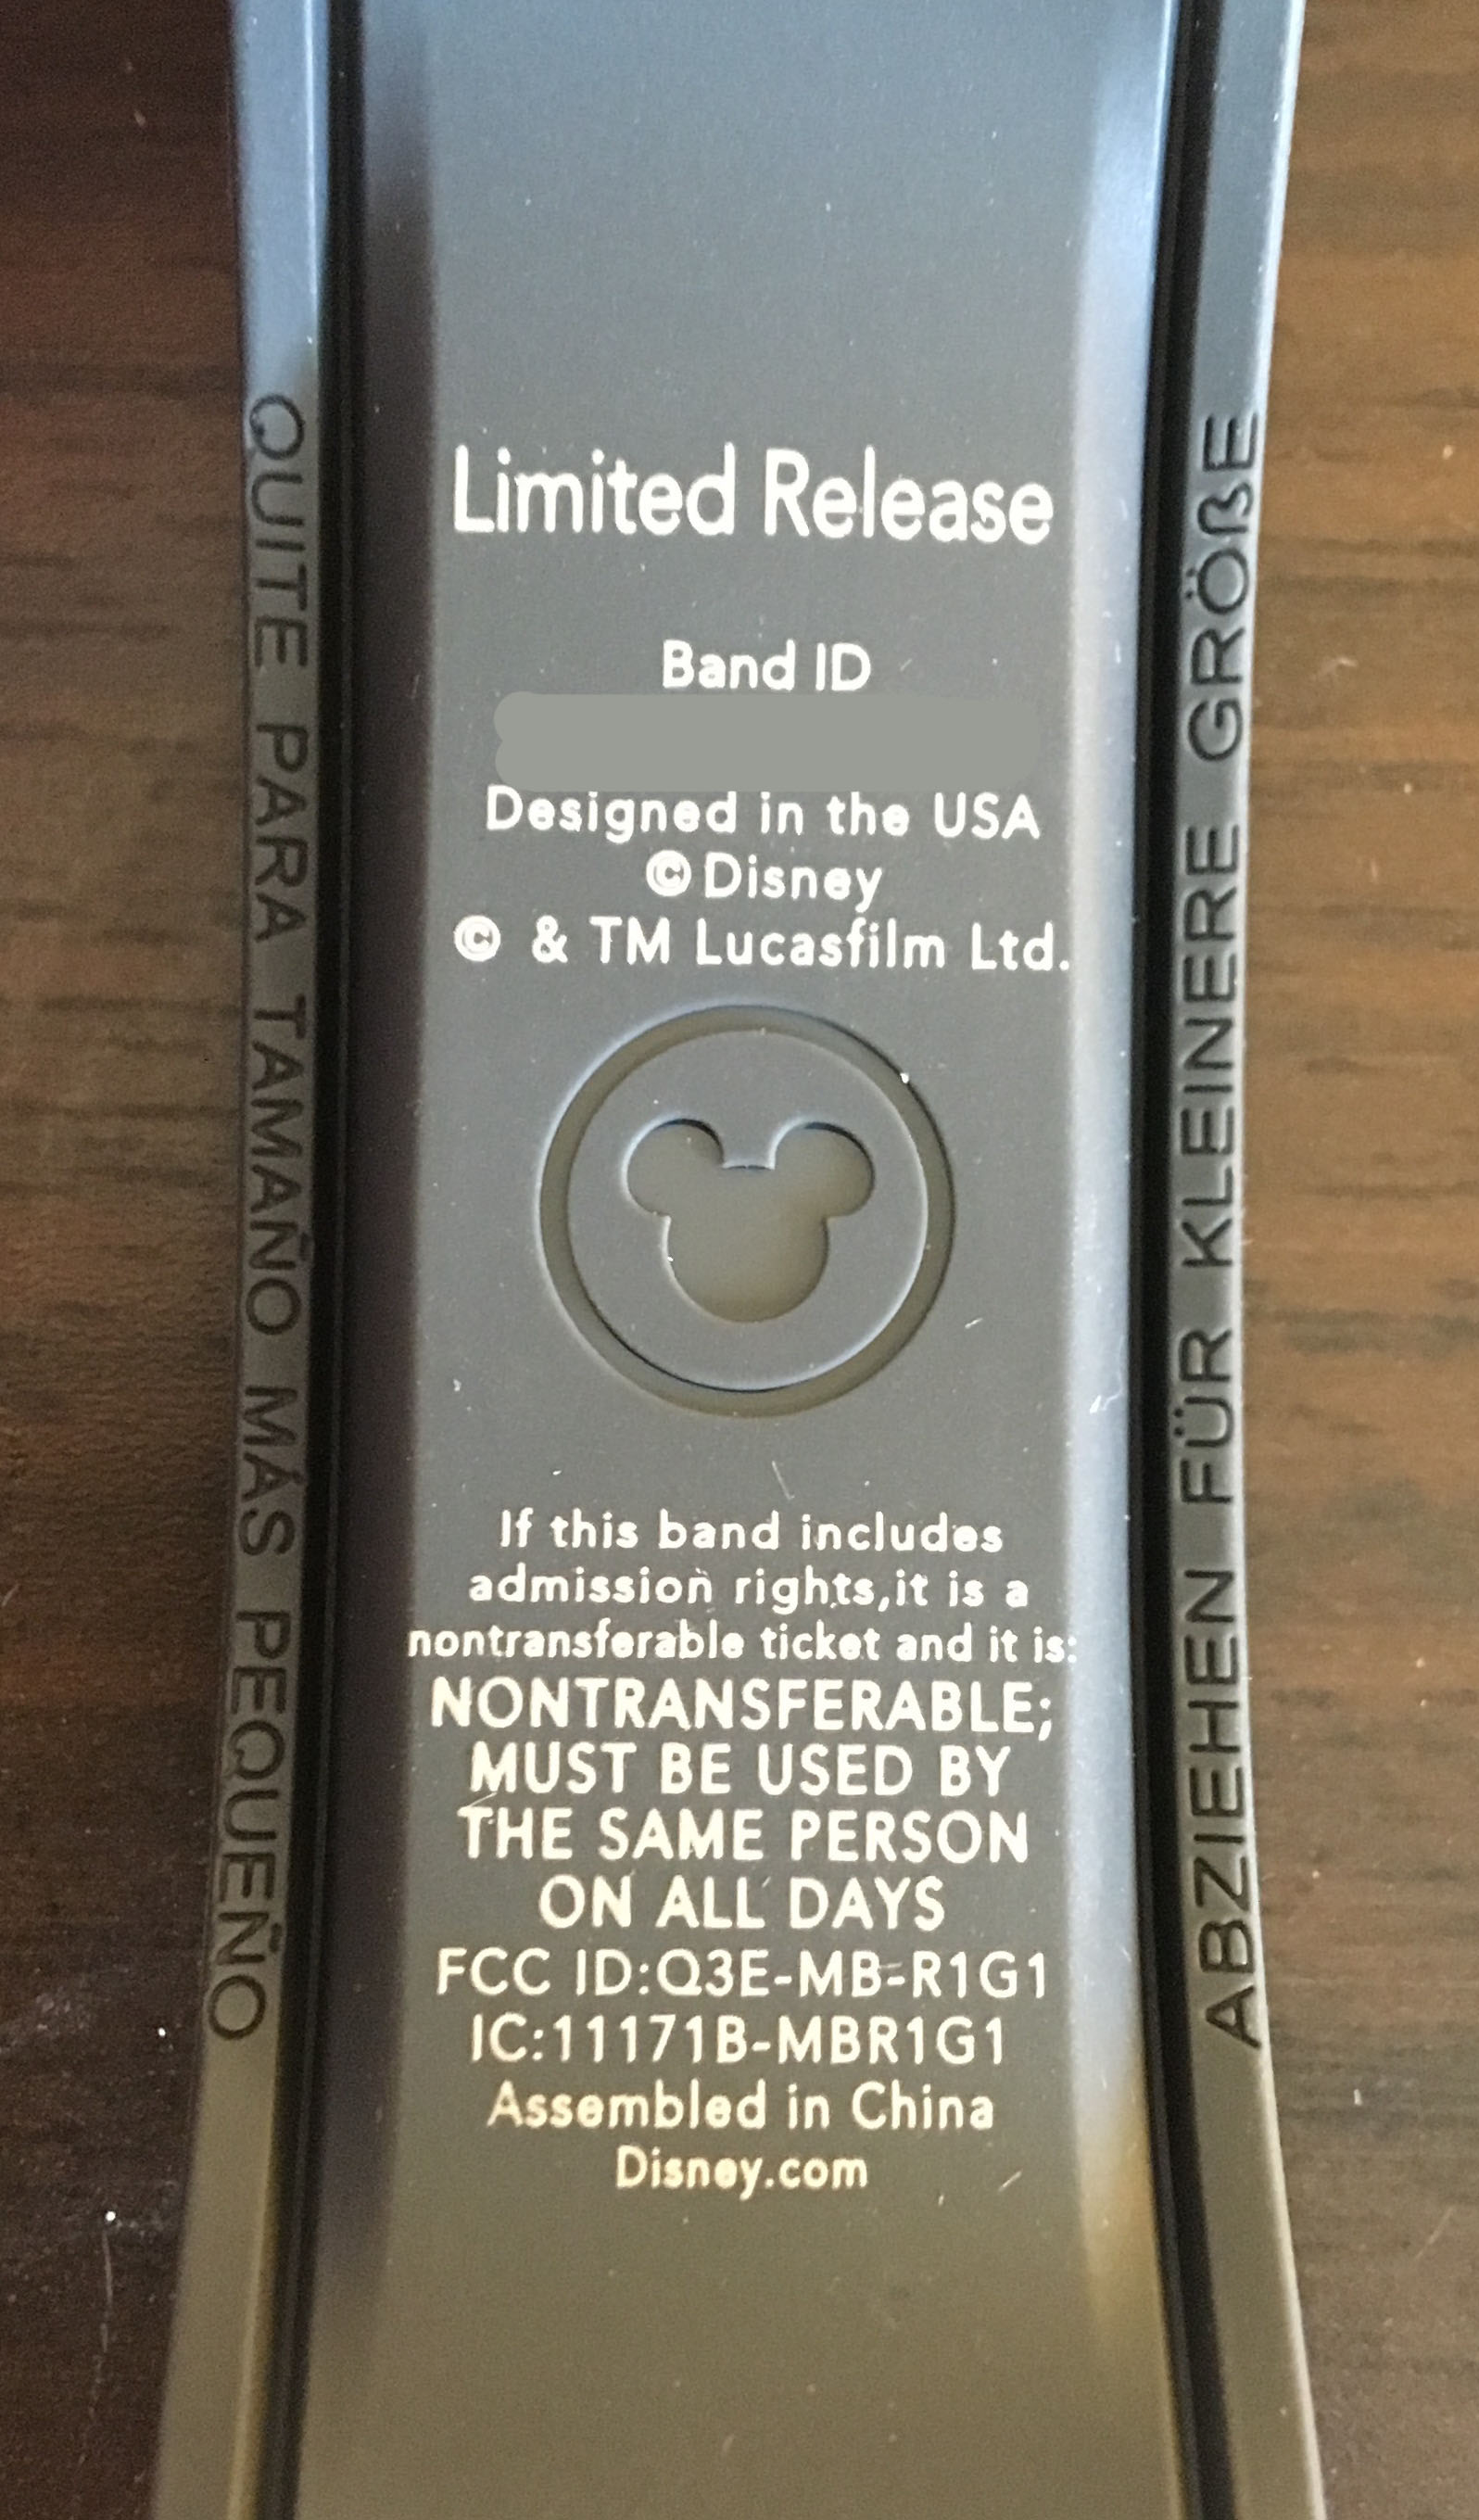 Limited Release
Band ID
Designed in the USA
©Disney
© & TM Lucasfilm Ltd.
If this band includes
admission rights,it is a
nontransferable ticket and it is:
NONTRANSFERABLE;
MUST BE USED BY
THE SAME PERSON
ON ALL DAYS
FCC ID:Q3E-MB-R1G1
IC:11171B-MBR1G1
Assembled in China
Disney.com
QUITE PARA TAMAÑO MÁS PEQUEÑO
ABZIEHEN FÜR KLEINERE GRÖßE